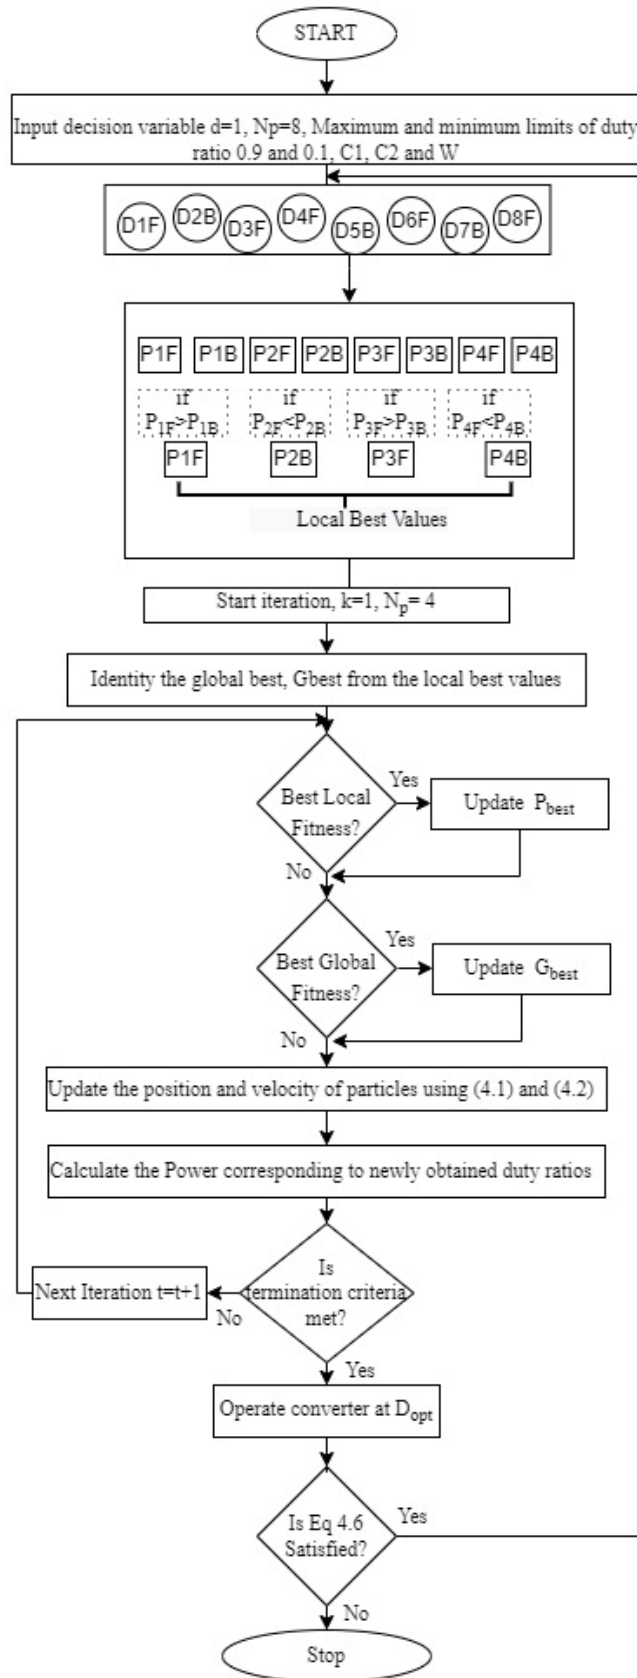 START
Input decision variable d=1, Np=8, Maximum and minimum limits of duty
ratio 0.9 and 0.1, C1, C2 and W
D1F D2B D3F D4F D5B D6F D7B D8F
P1F P1B P2F P2B P3F P3B P4F P4B
if if if if
P1F>P1B P2F<P2B P3F>P3B P4F<P4B
P1F P2B P3F P4B
Local Best Values
Start iteration, k=1, Np= 4
Identity the global best, Gbest from the local best values
Best Local
Fitness?
Yes
Update Pbest
No
Best Global
Fitness?
Yes
Update Gbest
No
Update the position and velocity of particles using (4.1) and (4.2)
Calculate the Power corresponding to newly obtained duty ratios
Is
termination criteria
met?
No
Next Iteration t=t+1
Yes
Operate converter at Dopt
Is Eq 4.6
Satisfied?
Yes
No
Stop